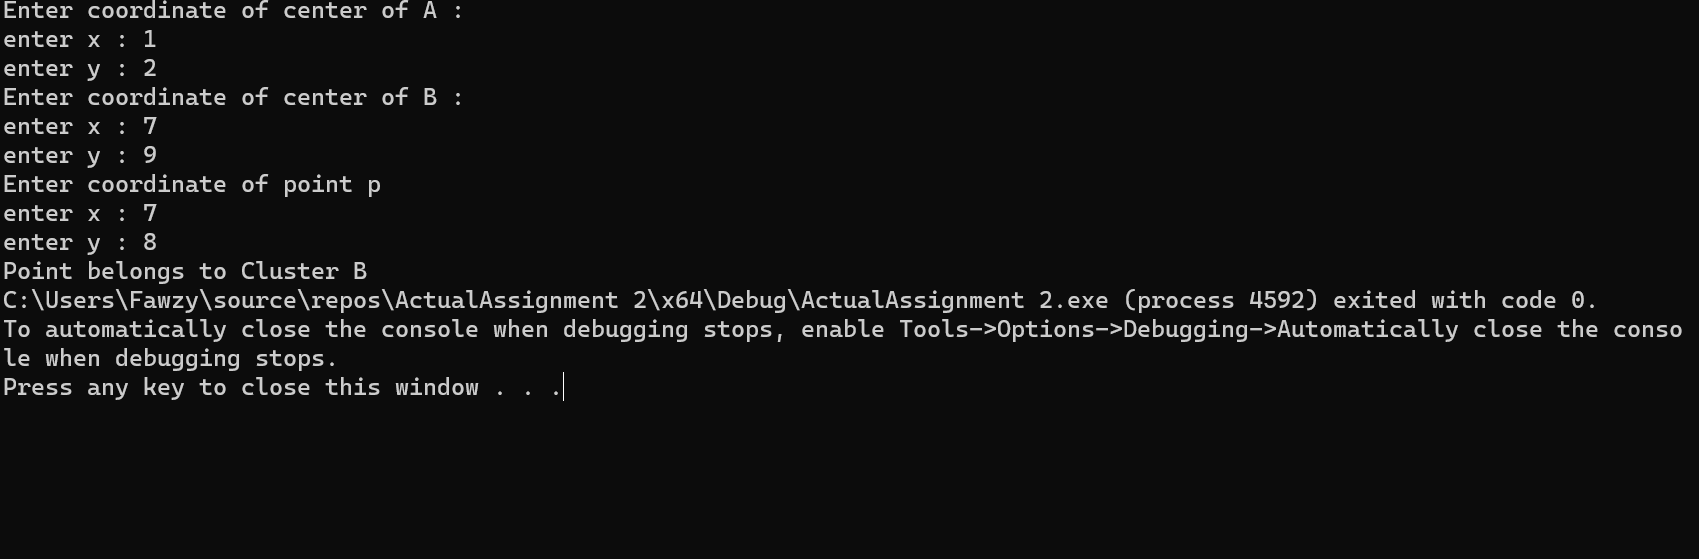 Enter coordinate of center of A :
enter x : 1
enter y : 2
Enter coordinate of center of B :
enter x : 7
enter y : 9
Enter coordinate of point p
enter x : 7
enter y : 8
Point belongs to Cluster B
C:\Users\Fawzy\source\repos\ActualAssignment 2\x64\Debug\ActualAssignment 2.exe (process 4592) exited with code 0.
To automatically close the console when debugging stops, enable Tools->Options->Debugging->Automatically close the conso
le when debugging stops.
Press any key to close this window . . .